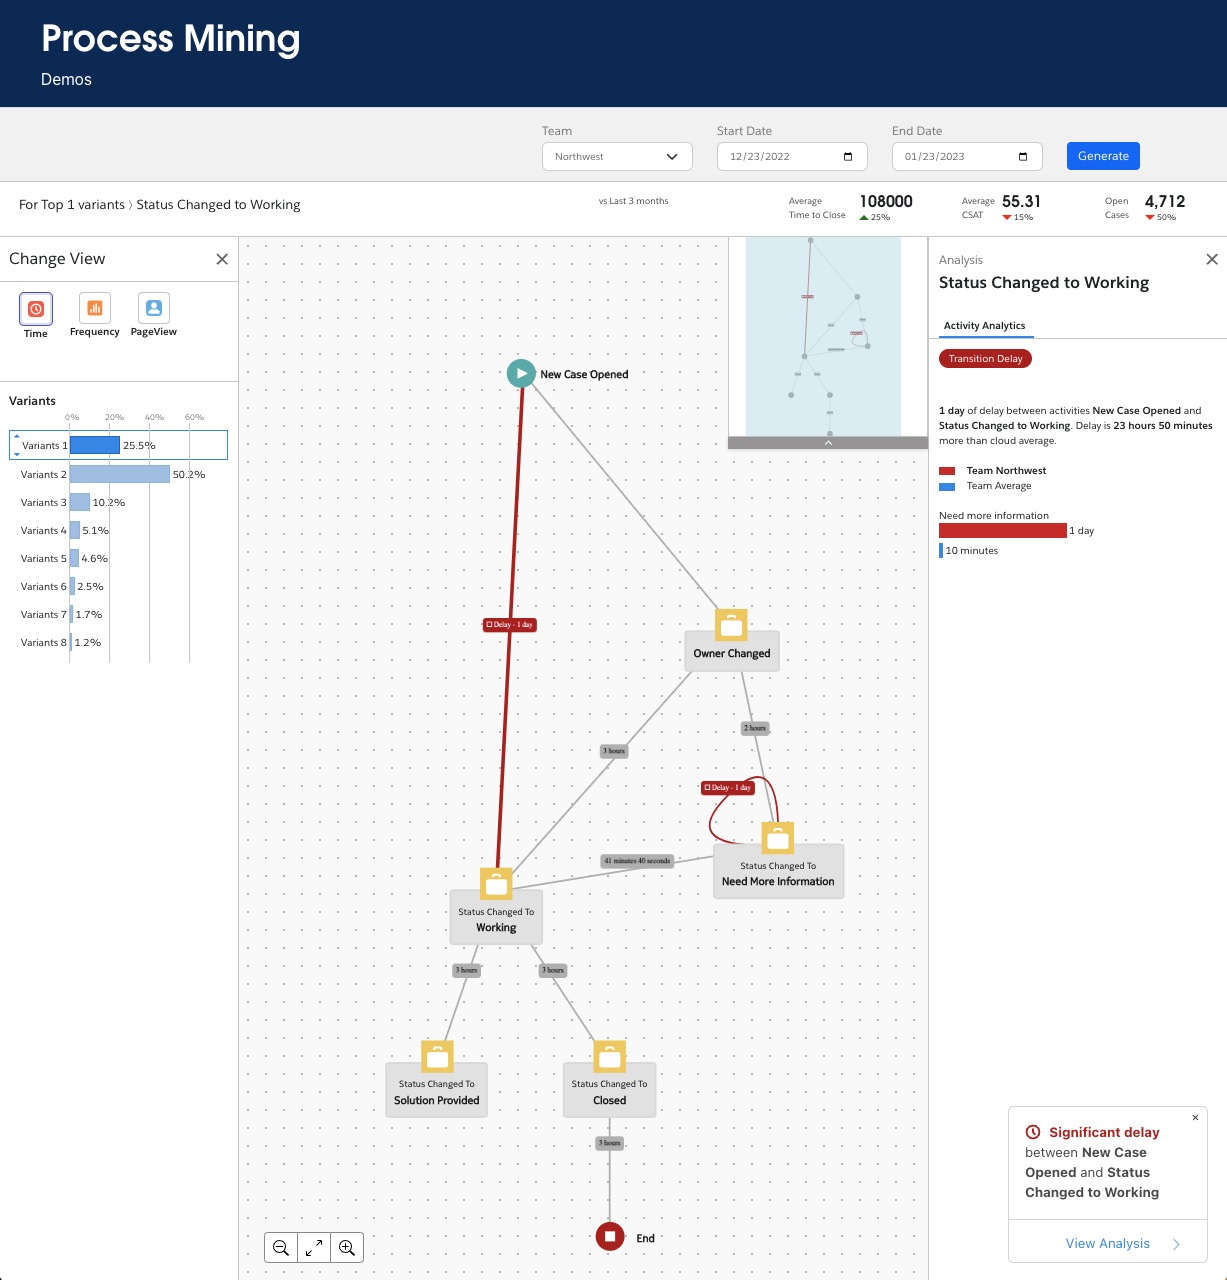 Process Mining
Demos
Team
Start Date
End Date
Northwest
12/23/2022
01/23/2023
Generate
For Top 1 variants 〉 Status Changed to Working
vs Last 3 months
Average
Time to Close
108000
25%
Average
CSAT
55.31
15%
Open
Cases
4,712
50%
Change View
Time
Frequency
PageView
Variants
0%
20%
40%
60%
Variants 1
25.5%
Variants 2
50.2%
Variants 3
10.2%
Variants 4
5.1%
Variants 5
4.6%
Variants 6
2.5%
Variants 7
1.7%
Variants 8
1.2%
New Case Opened
Delay - 1 day
Owner Changed
2 hours
3 hours
Delay - 1 day
41 minutes 40 seconds
Status Changed To
Need More Information
Status Changed To
Working
3 hours
3 hours
Status Changed To
Solution Provided
Status Changed To
Closed
3 hours
End
Analysis
Status Changed to Working
Activity Analytics
Transition Delay
1 day of delay between activities New Case Opened and
Status Changed to Working. Delay is 23 hours 50 minutes
more than cloud average.
Team Northwest
Team Average
Need more information
1 day
10 minutes
Significant delay
between New Case
Opened and Status
Changed to Working
View Analysis